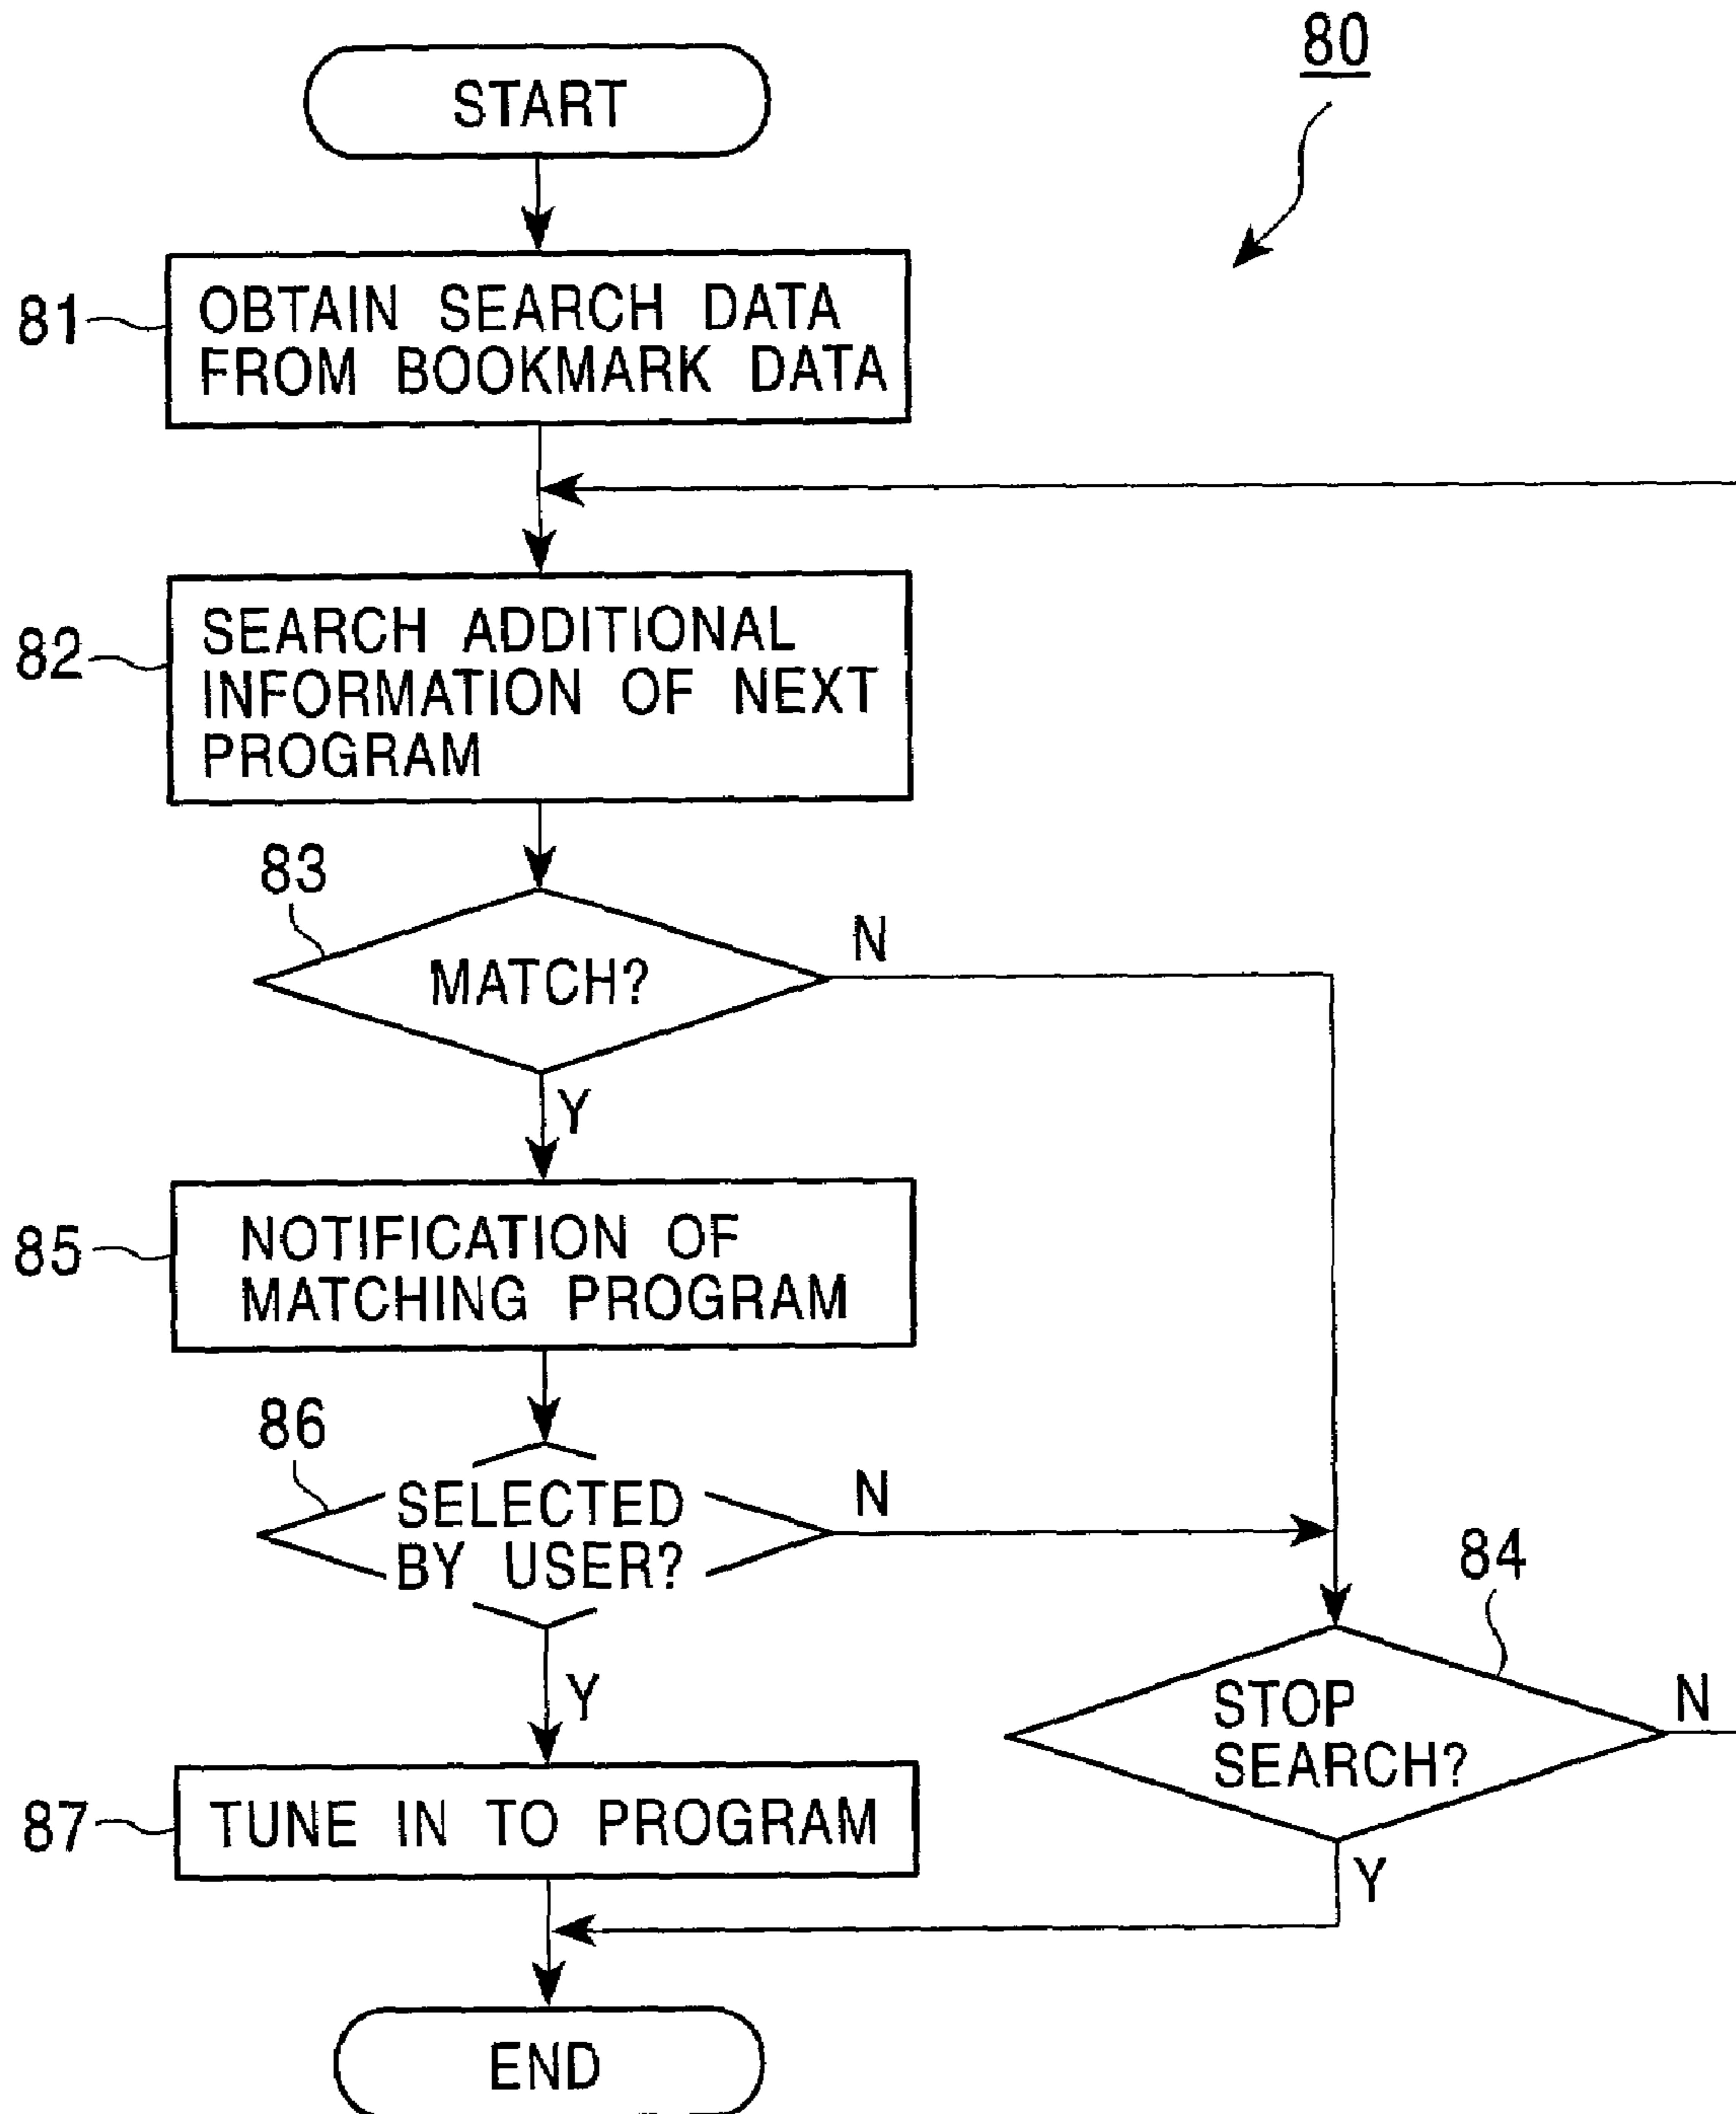 80
START
81
OBTAIN SEARCH DATA
FROM BOOKMARK DATA
82
SEARCH ADDITIONAL
INFORMATION OF NEXT
PROGRAM
83
MATCH?
N
Y
85
NOTIFICATION OF
MATCHING PROGRAM
86
SELECTED
BY USER?
N
Y
84
STOP
SEARCH?
N
Y
87
TUNE IN TO PROGRAM
END